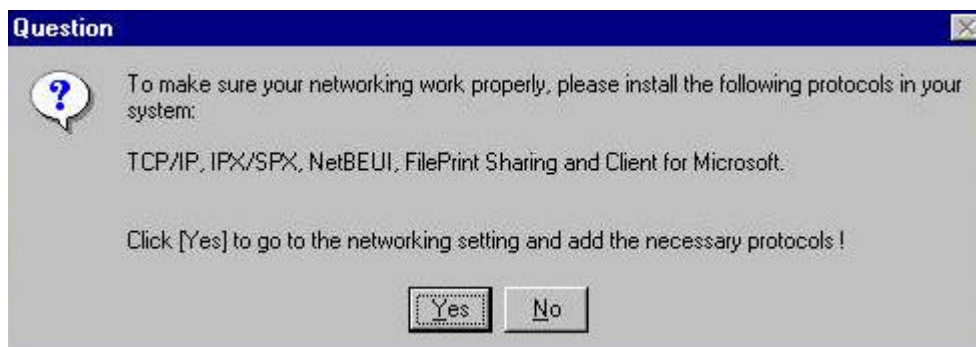 Question
To make sure your networking work properly, please install the following protocols in your
system:
TCP/IP, IPX/SPX, NetBEUI, FilePrint Sharing and Client for Microsoft.
Click [Yes] to go to the networking setting and add the necessary protocols !
Yes No